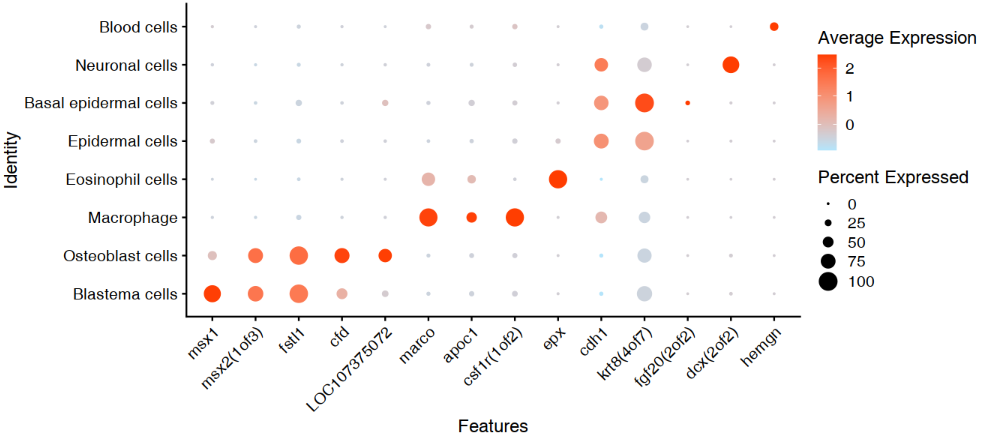 Blood cells
Neuronal cells
Basal epidermal cells
Epidermal cells
Eosinophil cells
Macrophage
Osteoblast cells
Blastema cells
Identity
msx1
msx2(1of3)
fstl1
cfd
LOC107375072
marco
apoc1
csf1r(1of2)
epx
cdh1
krt8(4of7)
fgf20(2of2)
dcx(2of2)
hemgn
Features
Average Expression
2
1
0
Percent Expressed
0
25
50
75
100